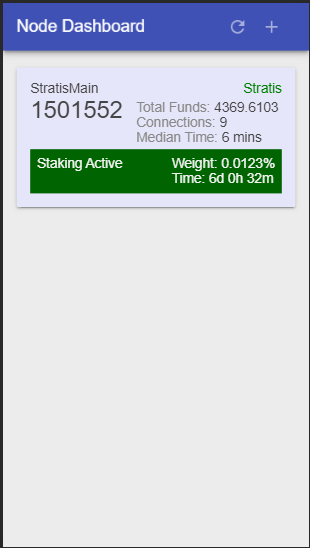 Node Dashboard
StratisMain Stratis
1501552
Total Funds: 4369.6103
Connections: 9
Median Time: 6 mins
Staking Active Weight: 0.0123%
Time: 6d 0h 32m